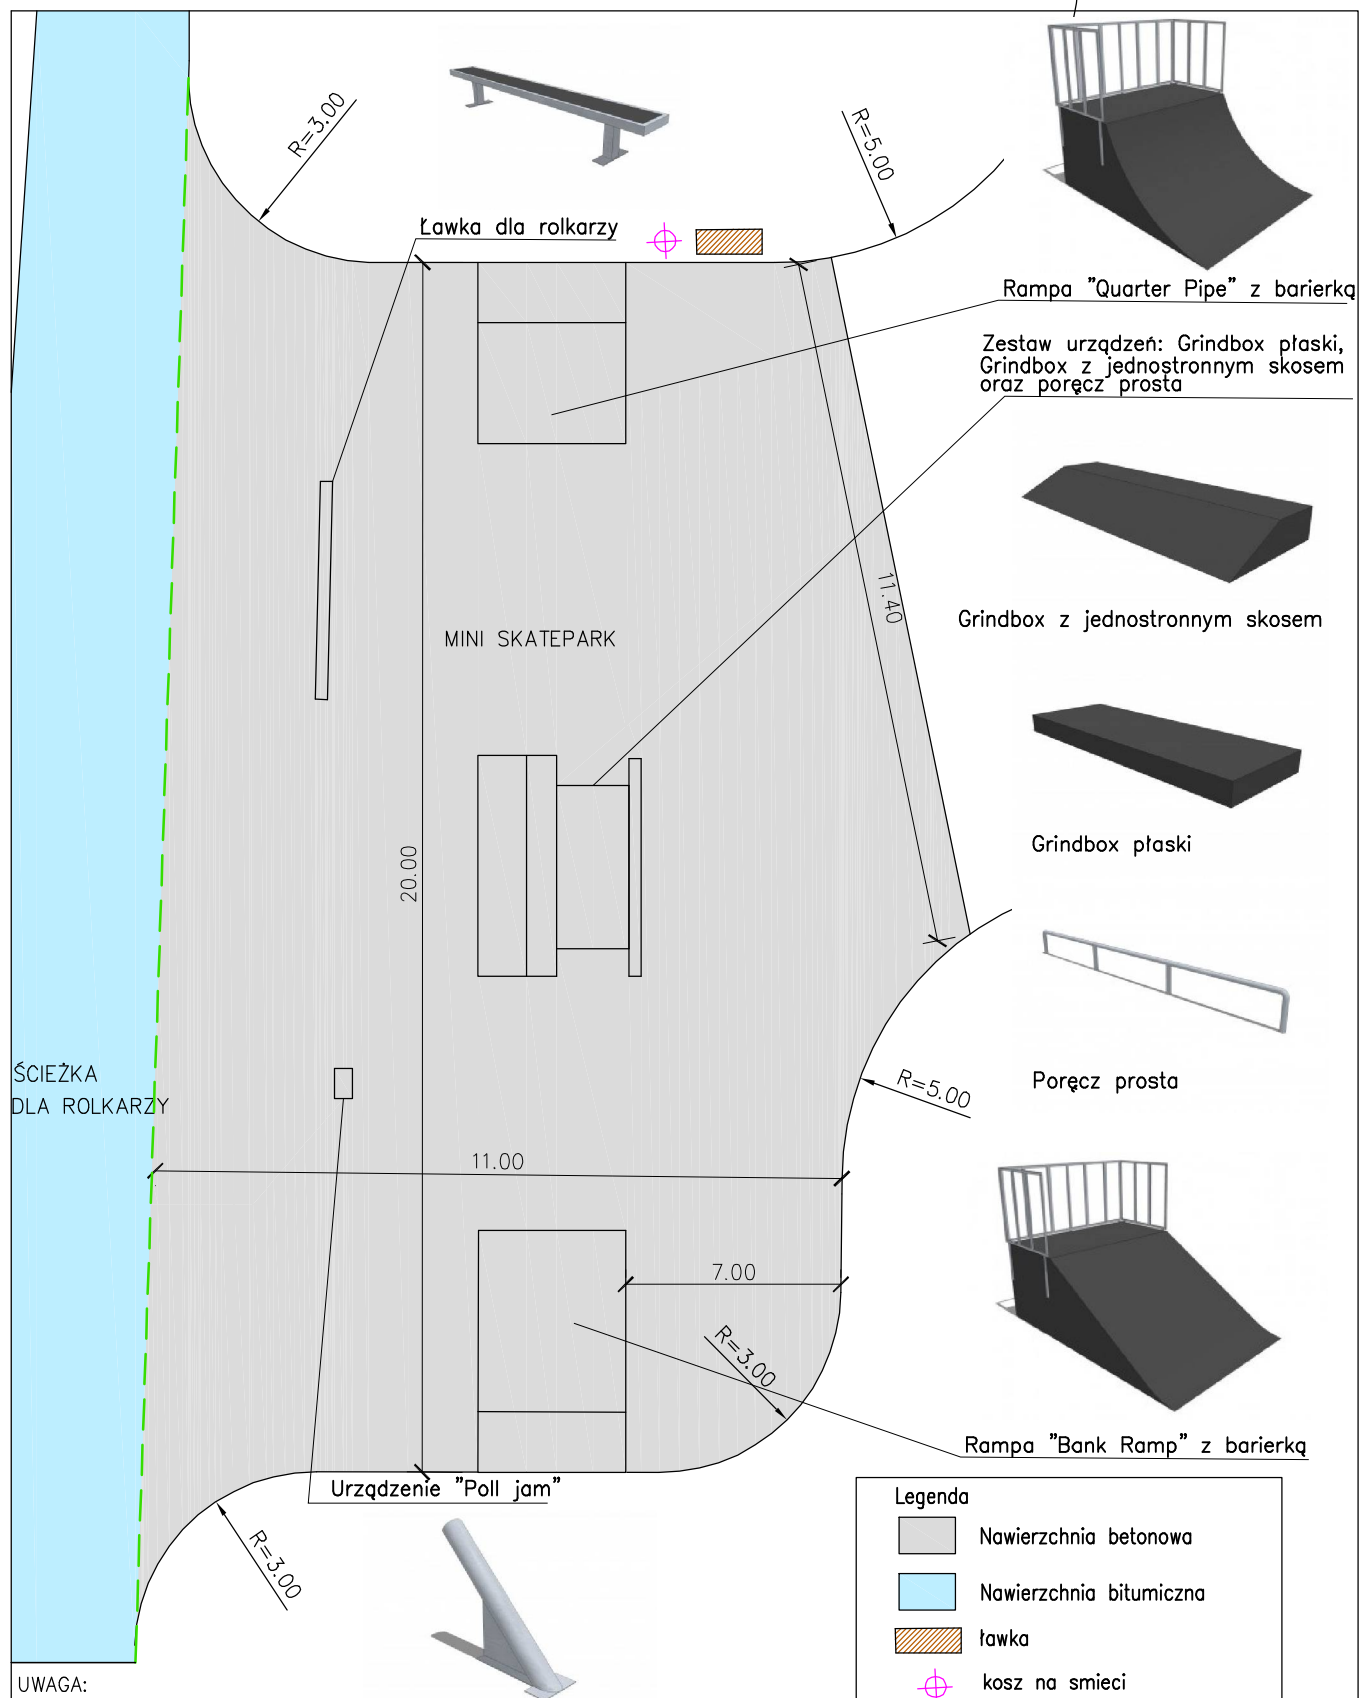 R=3.00
R=5.00
Ławka dla rolkarzy
Rampa "Quarter Pipe" z barierką
Zestaw urządzeń: Grindbox płaski,
Grindbox z jednostronnym skosem
oraz poręcz prosta
11.40
Grindbox z jednostronnym skosem
MINI SKATEPARK
20.00
Grindbox płaski
ŚCIEŻKA
DLA ROLKARZY
Poręcz prosta
R=5.00
11.00
7.00
R=3.00
Rampa "Bank Ramp" z barierką
Urządzenie "Poll jam"
R=3.00
Legenda
Nawierzchnia betonowa
Nawierzchnia bitumiczna
ławka
kosz na smieci
UWAGA: